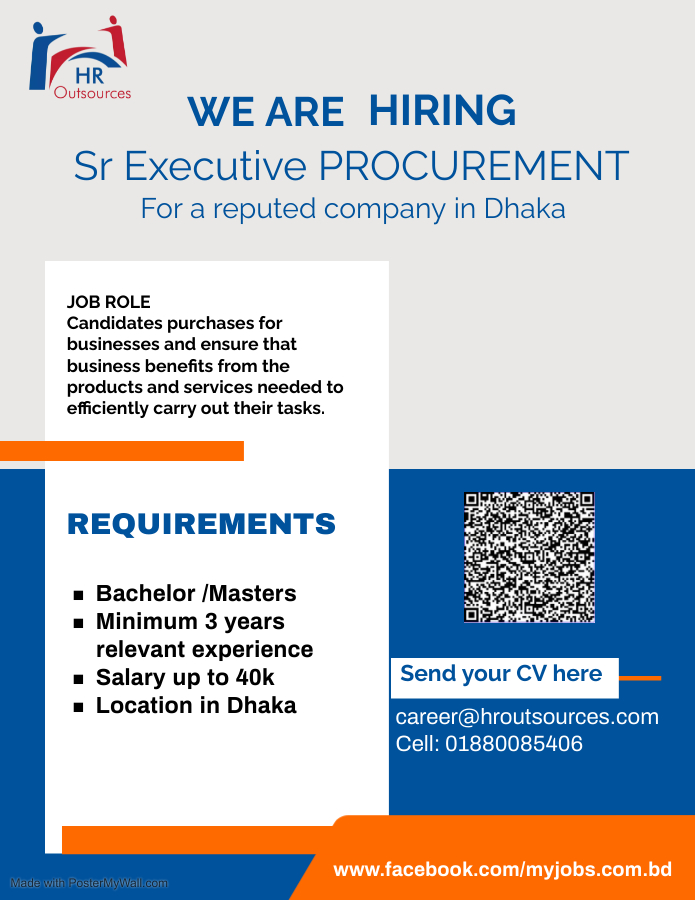 HR
Outsources
WE ARE HIRING
Sr Executive PROCUREMENT
For a reputed company in Dhaka
JOB ROLE
Candidates purchases for
businesses and ensure that
business benefits from the
products and services needed to
efficiently carry out their tasks.
REQUIREMENTS
▪ Bachelor /Masters
▪ Minimum 3 years
relevant experience
▪ Salary up to 40k
▪ Location in Dhaka
Send your CV here
career@hroutsources.com
Cell: 01880085406
www.facebook.com/myjobs.com.bd
Made with PosterMyWall.com